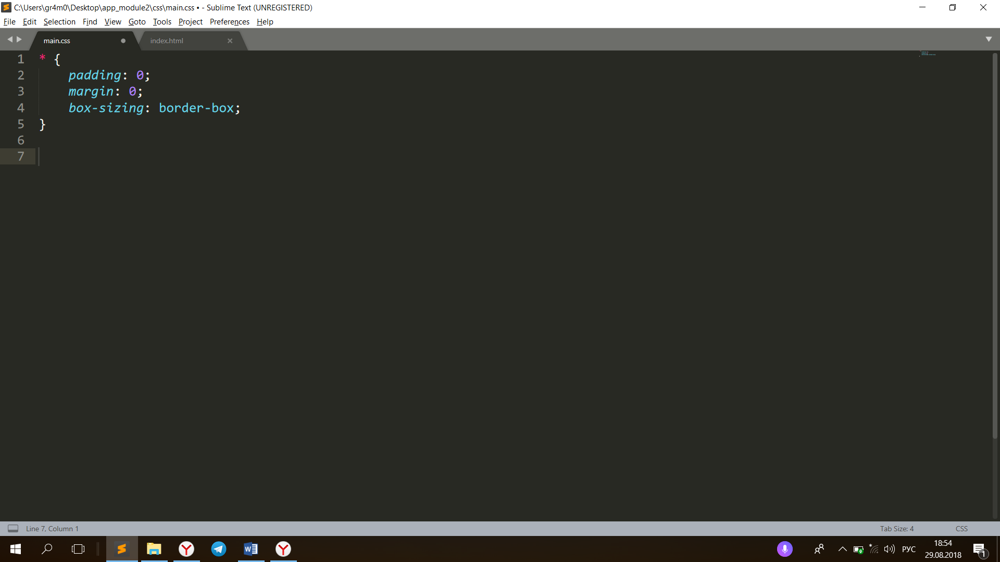 C:\Users\gr4m0\Desktop\app_module2\css\main.css • - Sublime Text (UNREGISTERED)
File Edit Selection Find View Goto Tools Project Preferences Help
main.css index.html
1 * {
2 padding: 0;
3 margin: 0;
4 box-sizing: border-box;
5 }
6
7
Line 7, Column 1 Tab Size: 4 CSS
РУС 18:54
29.08.2018 1